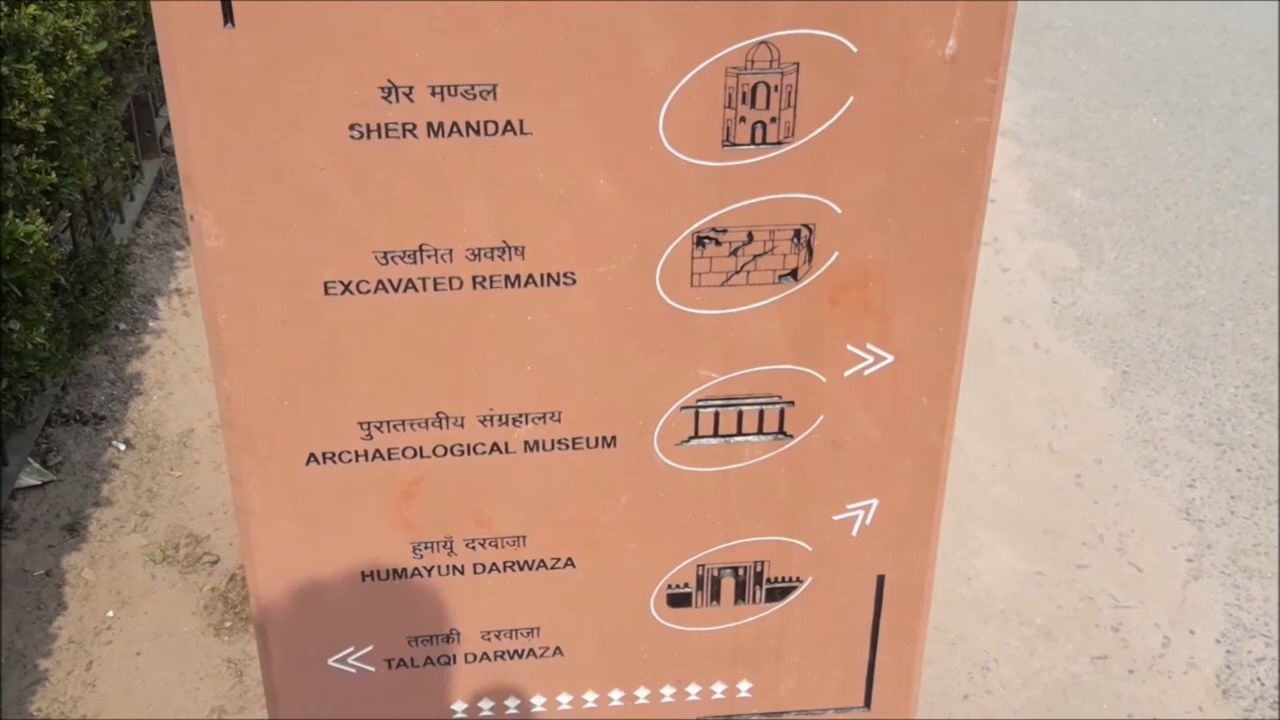 शेर मण्डल
SHER MANDAL
उत्खनित अवशेष
EXCAVATED REMAINS
पुरातत्त्ववीय संग्रहालय
ARCHAEOLOGICAL MUSEUM
हुमायूँ दरवाज़ा
HUMAYUN DARWAZA
तलाकी दरवाज़ा
TALAQI DARWAZA